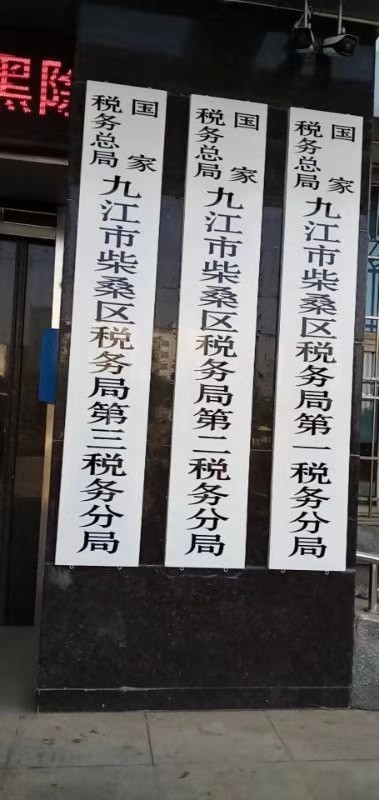 黑除
国家税务总局九江市柴桑区税务局第三税务分局
国家税务总局九江市柴桑区税务局第二税务分局
国家税务总局九江市柴桑区税务局第一税务分局